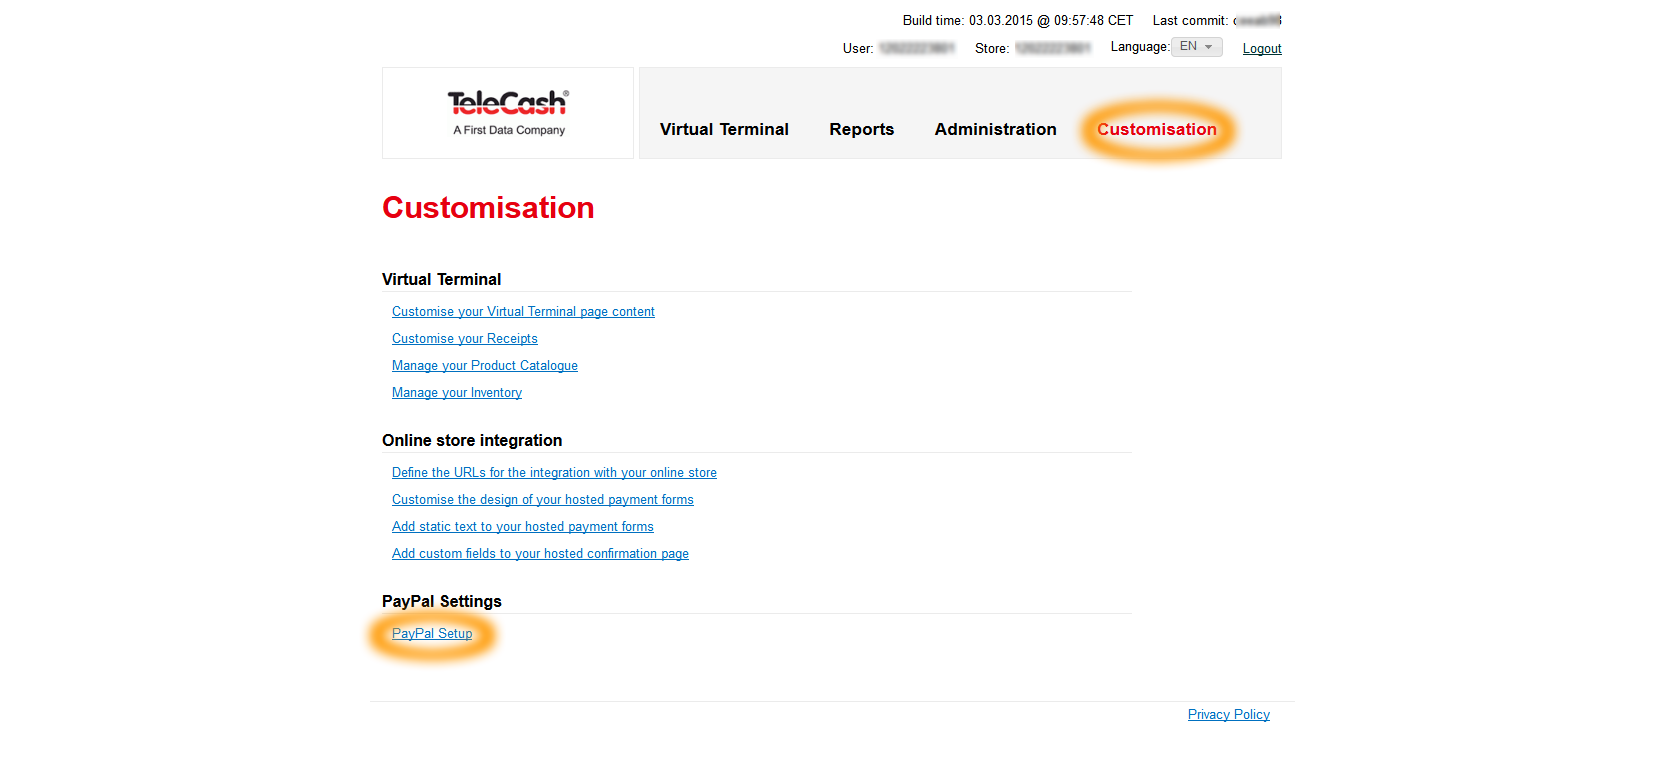 Build time: 03.03.2015 @ 09:57:48 CET Last commit:
User: Store: Language: EN Logout
TeleCash®
A First Data Company
Virtual Terminal Reports Administration Customisation
Customisation
Virtual Terminal
Customise your Virtual Terminal page content
Customise your Receipts
Manage your Product Catalogue
Manage your Inventory
Online store integration
Define the URLs for the integration with your online store
Customise the design of your hosted payment forms
Add static text to your hosted payment forms
Add custom fields to your hosted confirmation page
PayPal Settings
PayPal Setup
Privacy Policy